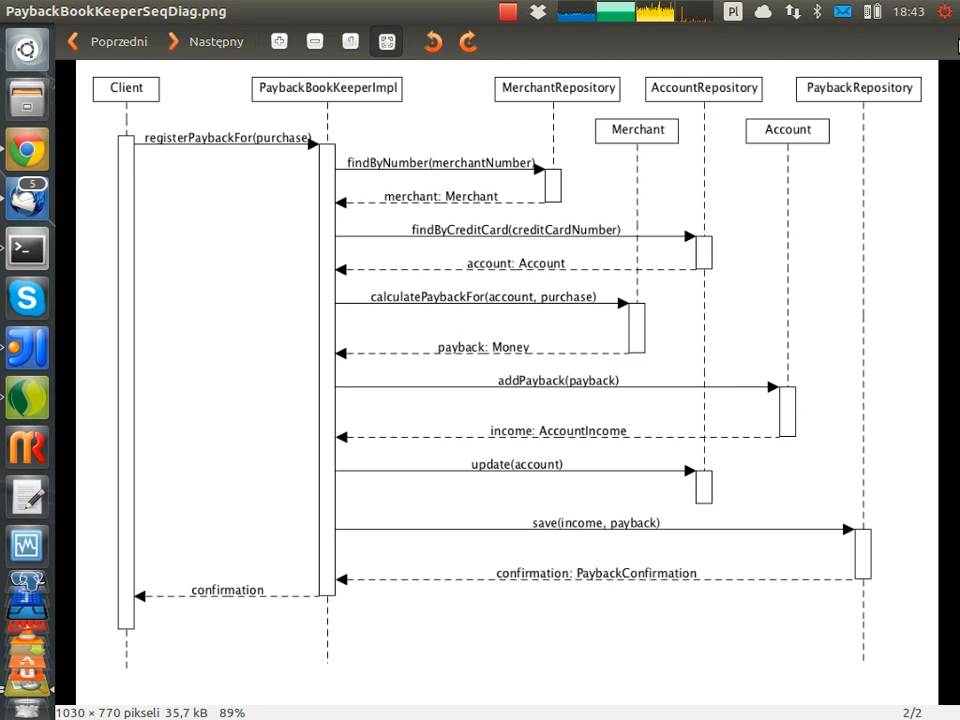 PaybackBookKeeperSeqDiag.png
Pl
18:43
Poprzedni
Następny
1
5
Client
PaybackBookKeeperImpl
MerchantRepository
AccountRepository
PaybackRepository
Merchant
Account
registerPaybackFor(purchase)
findByNumber(merchantNumber)
merchant: Merchant
findByCreditCard(creditCardNumber)
account: Account
calculatePaybackFor(account, purchase)
payback: Money
addPayback(payback)
income: AccountIncome
update(account)
save(income, payback)
confirmation: PaybackConfirmation
confirmation
1030 × 770 pikseli 35,7 kB 89%
2/2